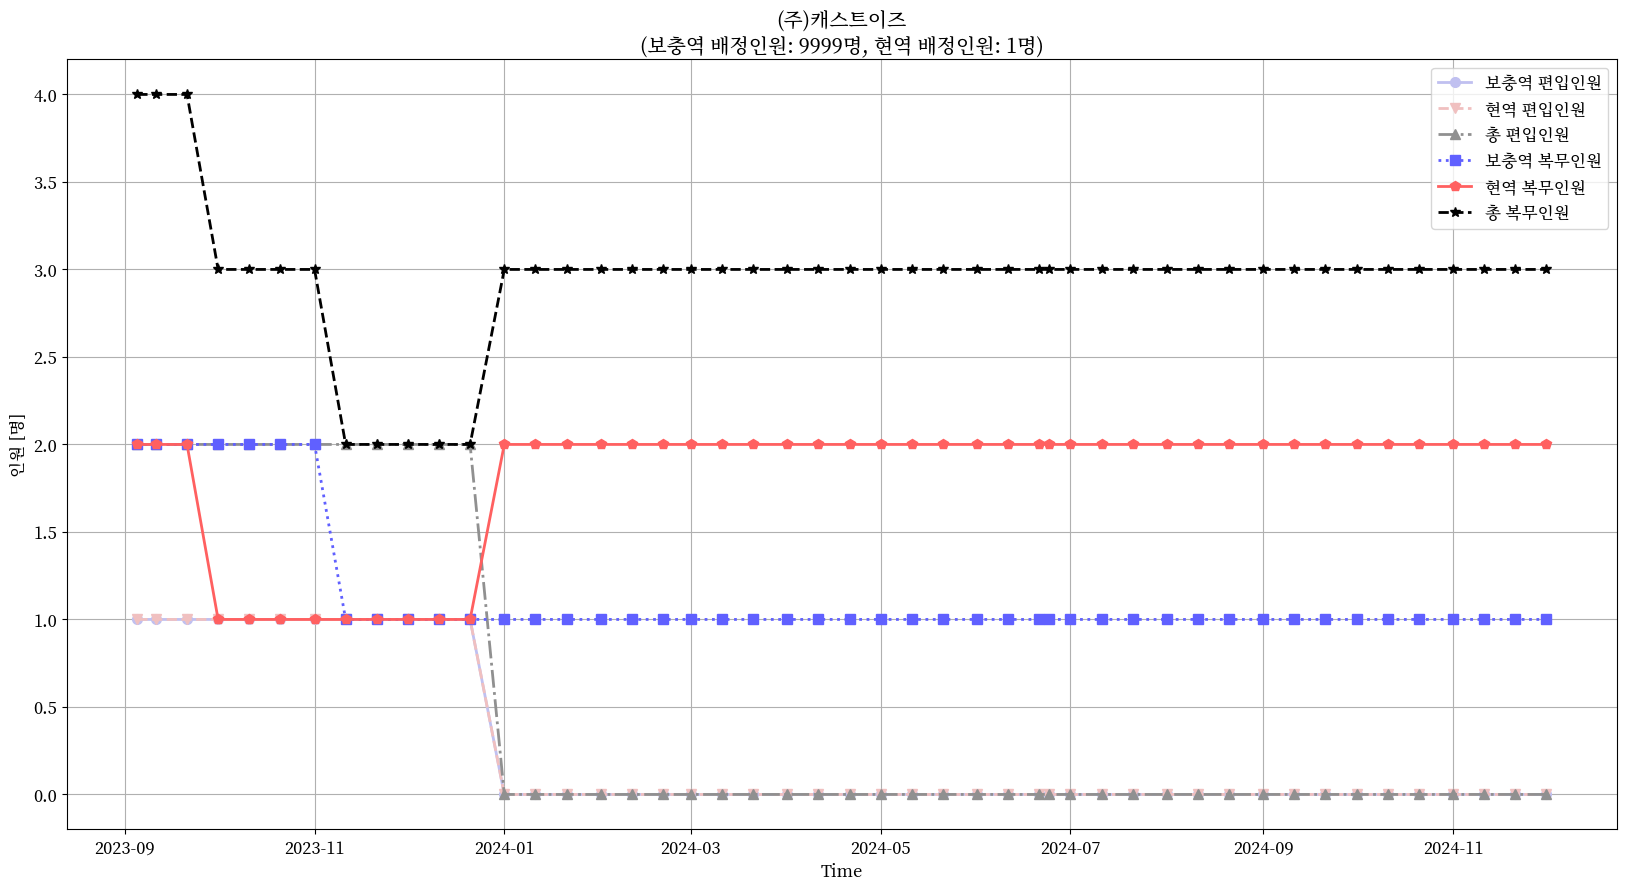 (주)캐스트이즈
(보충역 배정인원: 9999명, 현역 배정인원: 1명)
보충역 편입인원
현역 편입인원
총 편입인원
보충역 복무인원
현역 복무인원
총 복무인원
인원 [명]
4.0
3.5
3.0
2.5
2.0
1.5
1.0
0.5
0.0
2023-09
2023-11
2024-01
2024-03
2024-05
2024-07
2024-09
2024-11
Time